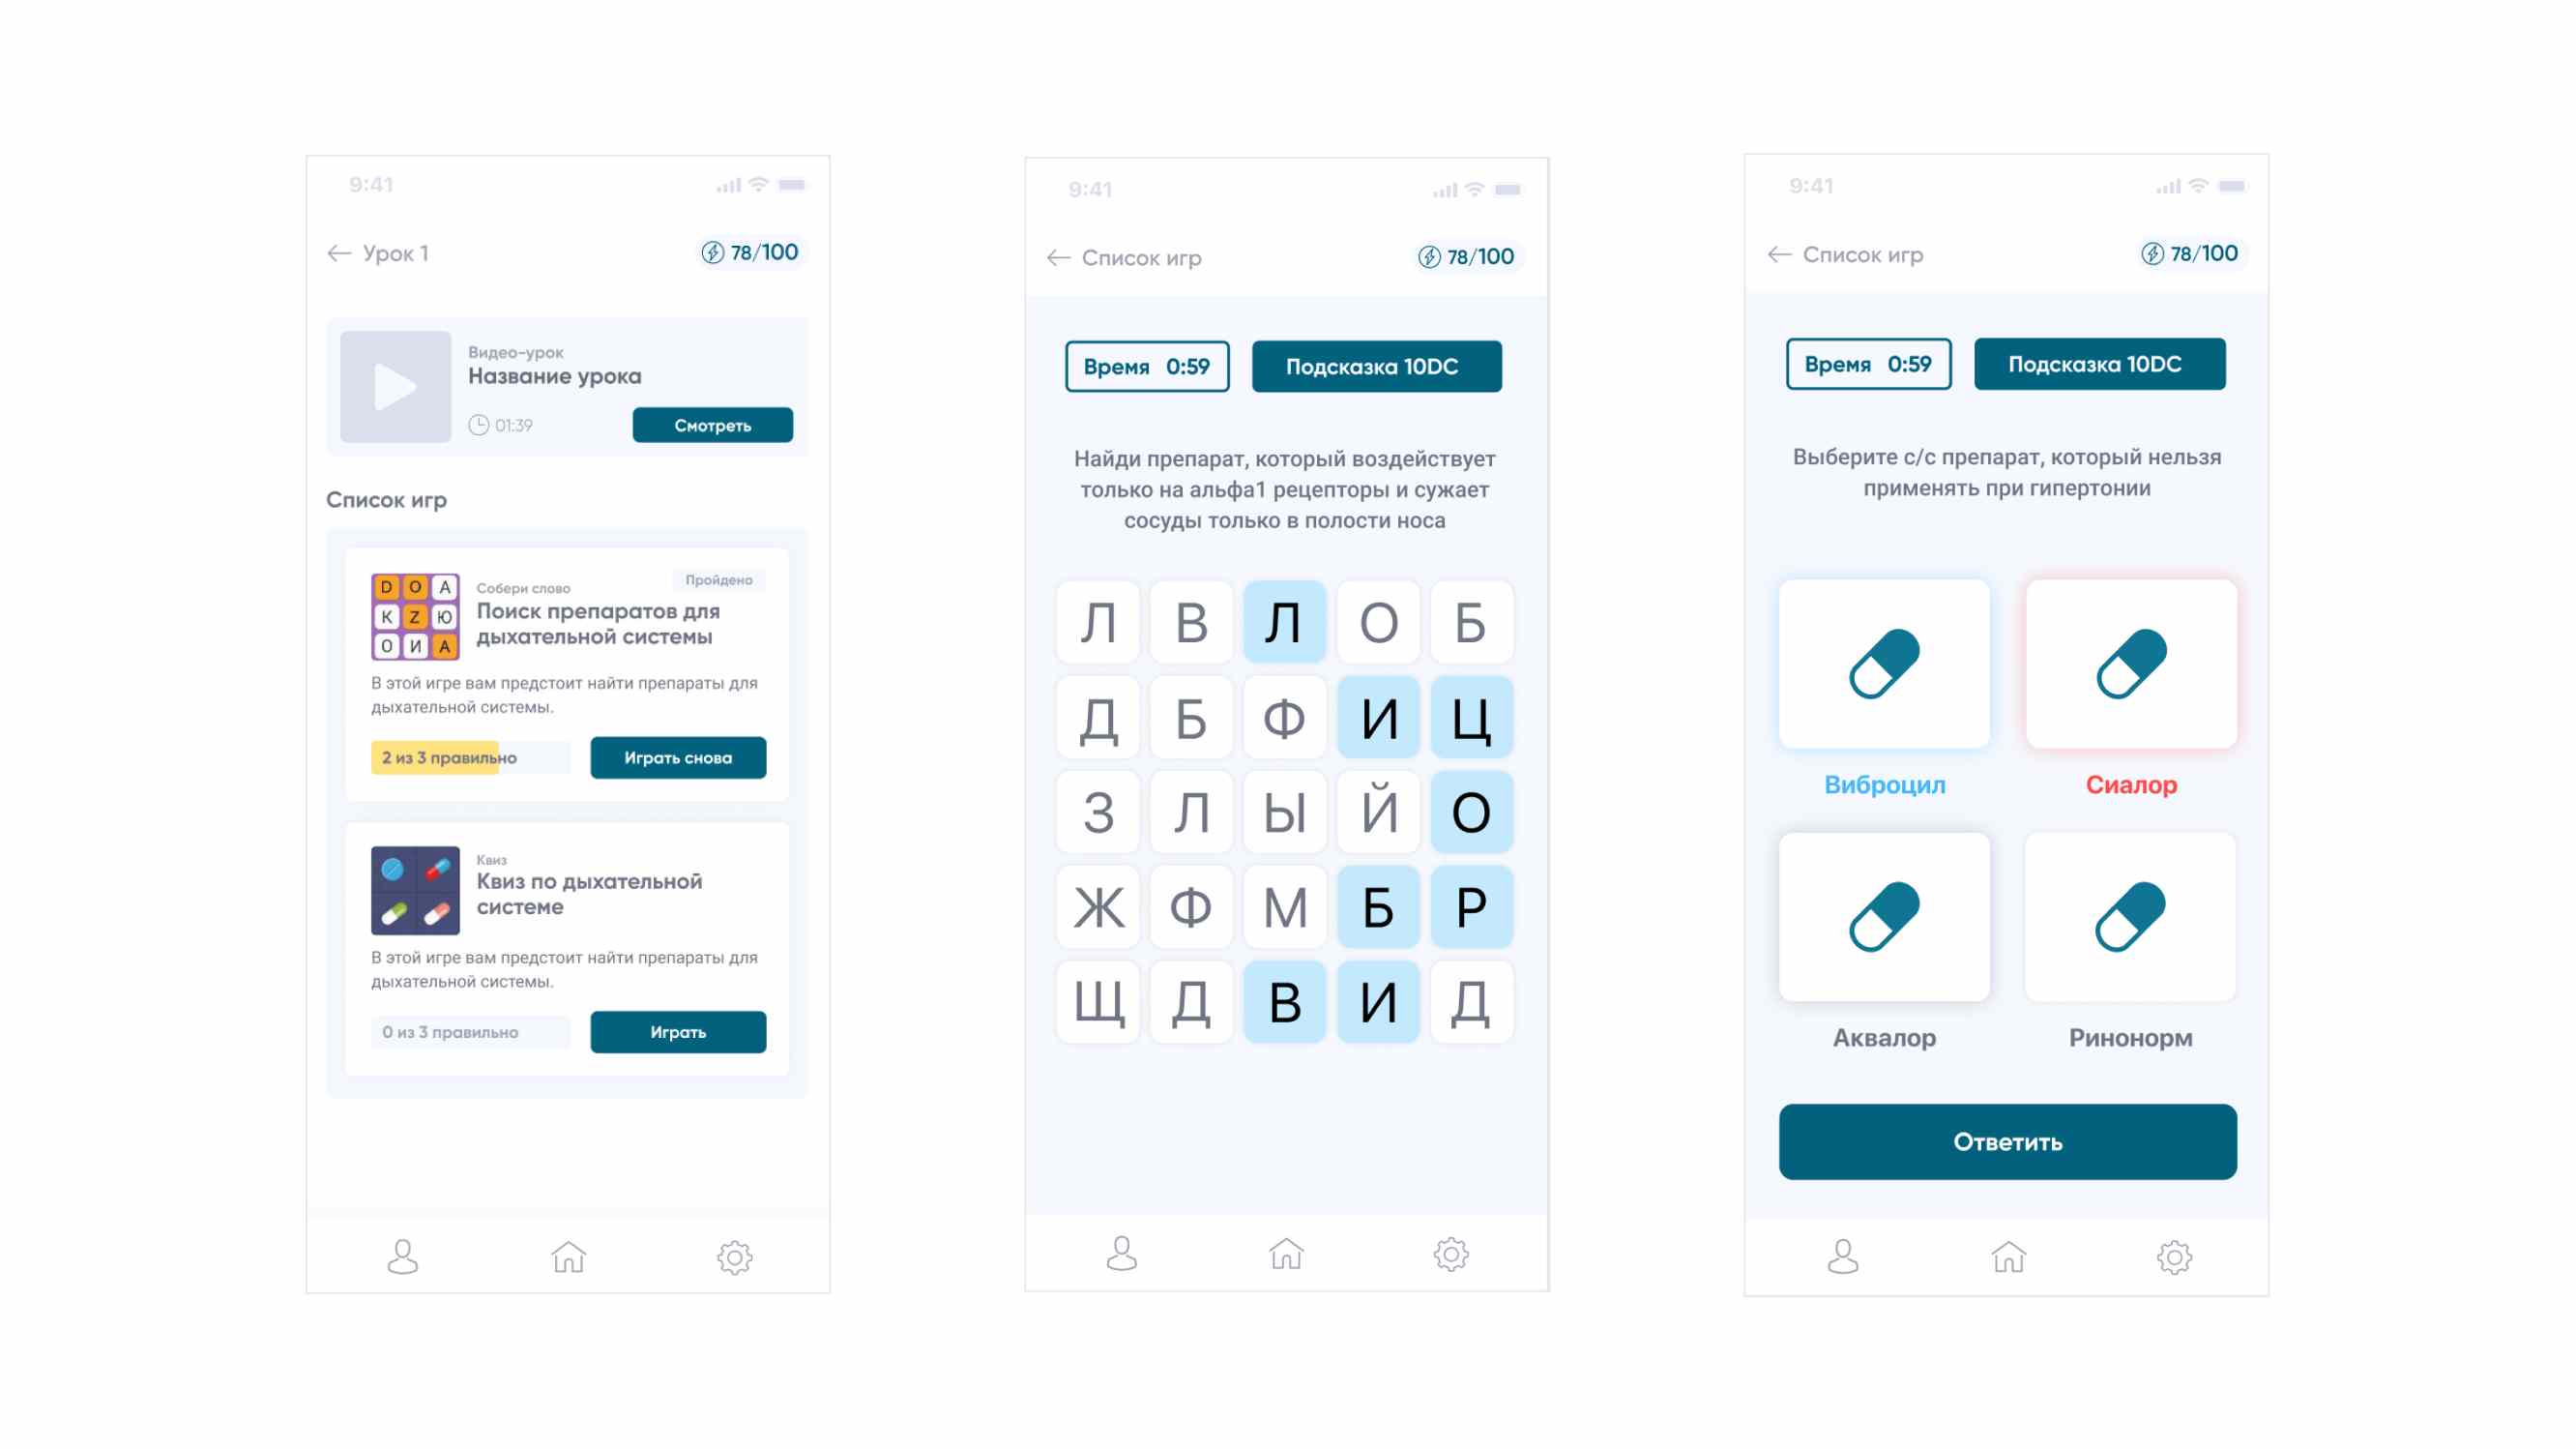 9:41
Урок 1
78/100
Видео-урок
Название урока
01:39
Смотреть
Список игр
D O A
K Z Ю
О И А
Собери слово
Пройдено
Поиск препаратов для
дыхательной системы
В этой игре вам предстоит найти препараты для
дыхательной системы.
2 из 3 правильно
Играть снова
Квиз
Квиз по дыхательной
системе
В этой игре вам предстоит найти препараты для
дыхательной системы.
0 из 3 правильно
Играть
9:41
Список игр
78/100
Время 0:59
Подсказка 10DC
Найди препарат, который воздействует
только на альфа1 рецепторы и сужает
сосуды только в полости носа
Л В Л О Б
Д Б Ф И Ц
З Л Ы Й О
Ж Ф М Б Р
Щ Д В И Д
9:41
Список игр
78/100
Время 0:59
Подсказка 10DC
Выберите с/с препарат, который нельзя
применять при гипертонии
Виброцил
Сиалор
Аквалор
Ринонорм
Ответить